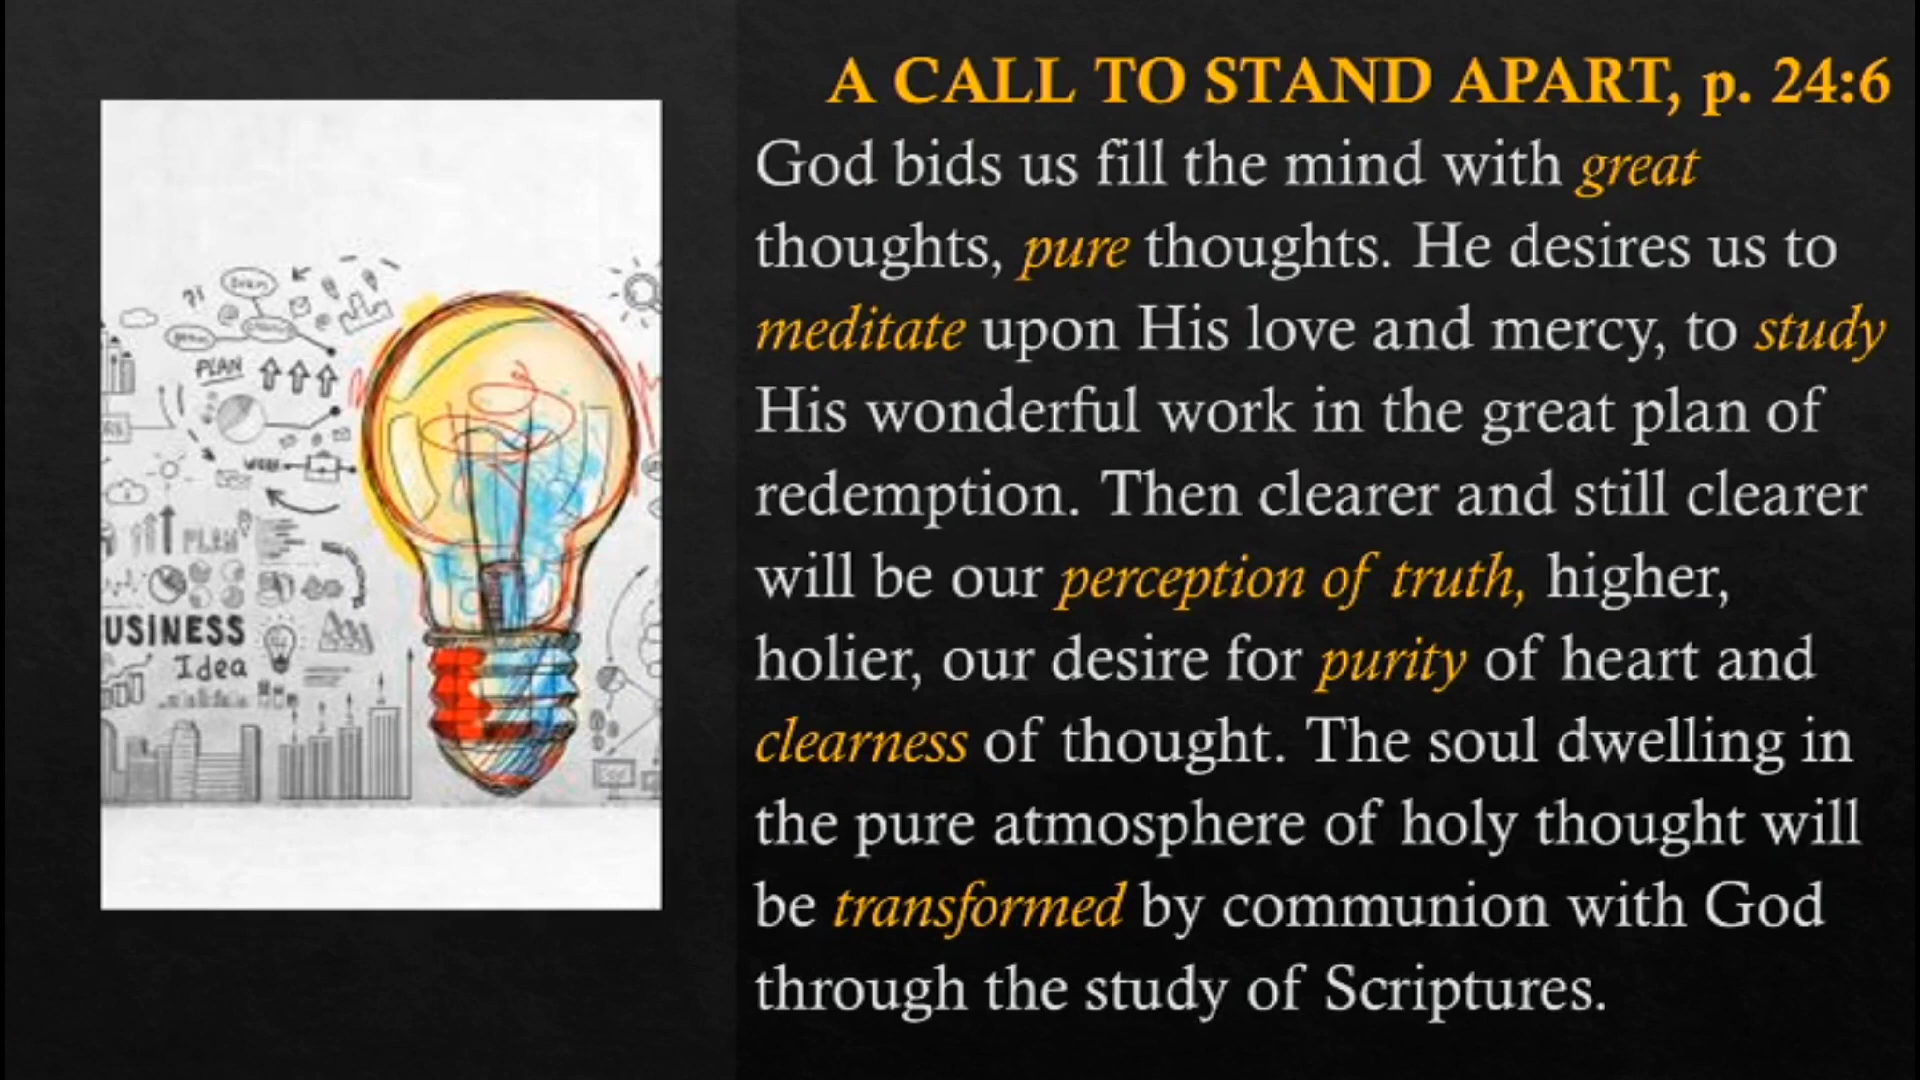 A CALL TO STAND APART, p. 24:6
God bids us fill the mind with great
thoughts, pure thoughts. He desires us to
meditate upon His love and mercy, to study
His wonderful work in the great plan of
redemption. Then clearer and still clearer
will be our perception of truth, higher,
holier, our desire for purity of heart and
clearness of thought. The soul dwelling in
the pure atmosphere of holy thought will
be transformed by communion with God
through the study of Scriptures.
PLAN
WORK
PLAN
USINESS
Idea